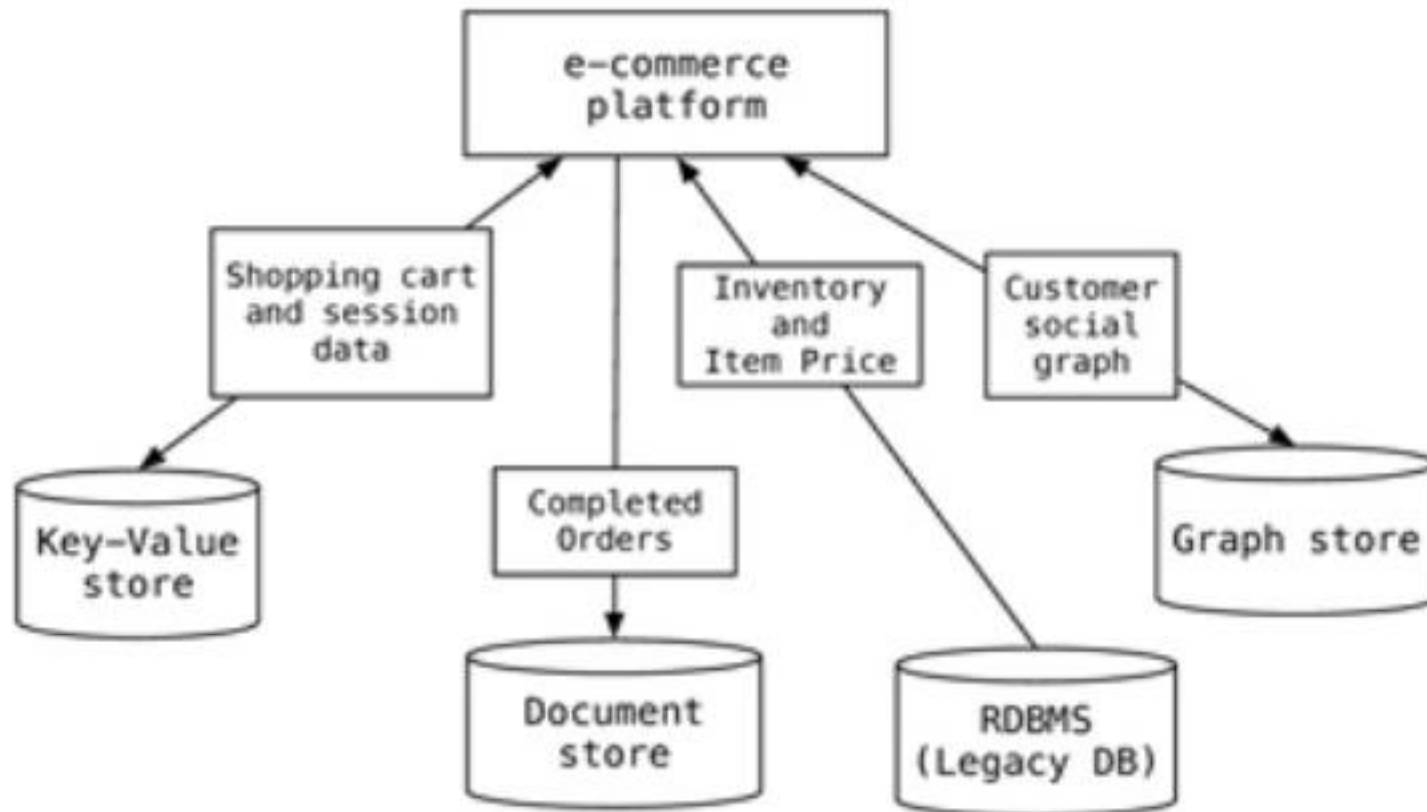 e-commerce
platform
Shopping cart
and session
data
Inventory
and
Item Price
Customer
social
graph
Completed
Orders
Key-Value
store
Graph store
Document
store
RDBMS
(Legacy DB)